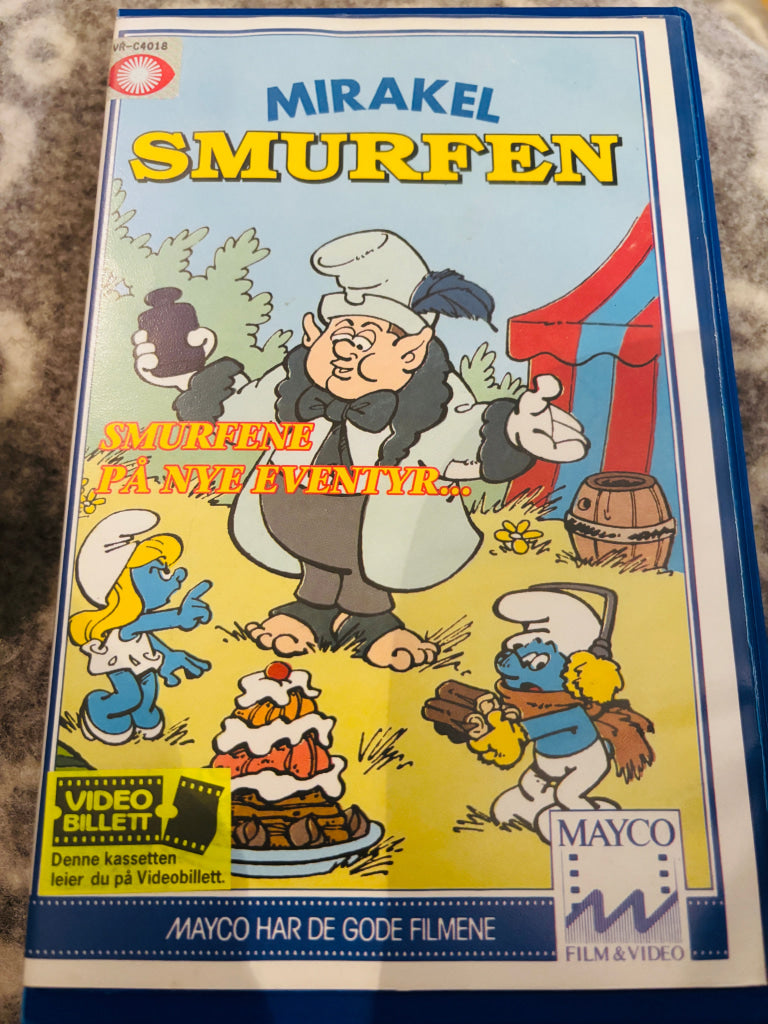 VR-C4018
MIRAKEL
SMURFEN
SMURFENE
PÅ NYE EVENTYR...
VIDEO
BILLETT
Denne kassetten
leier du på Videobillett.
MAYCO
FILM & VIDEO
MAYCO HAR DE GODE FILMENE